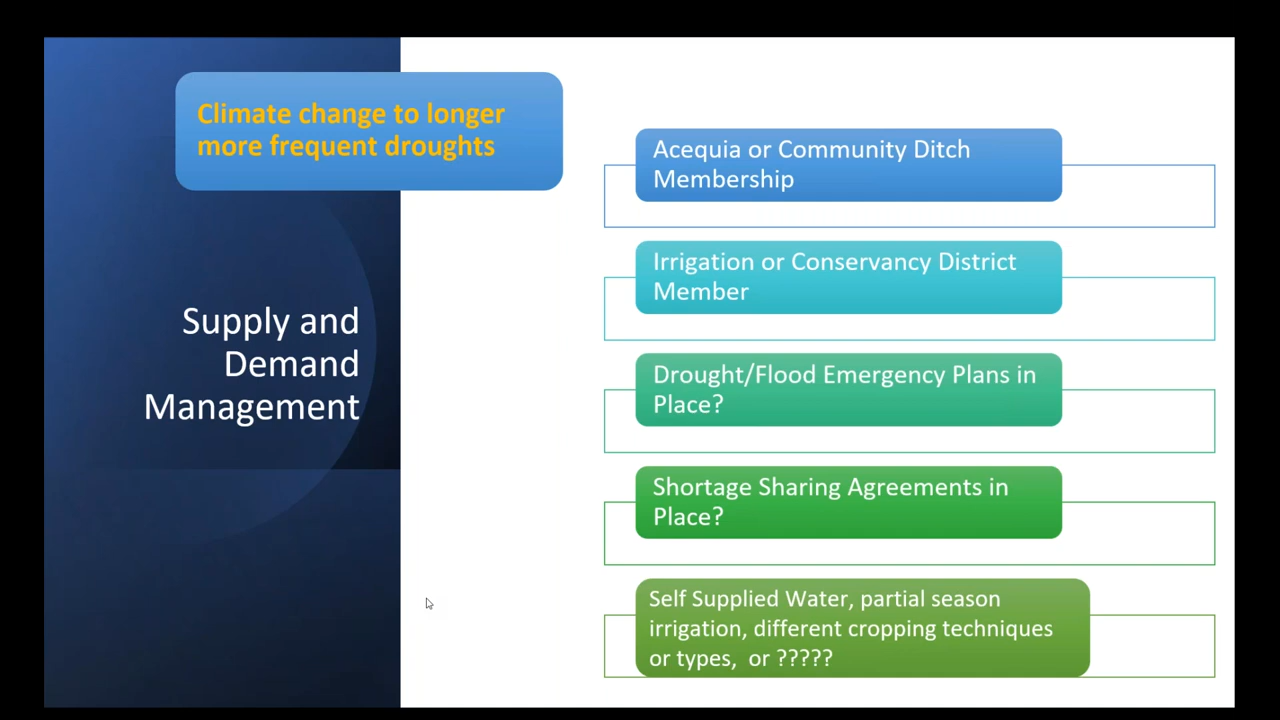 Climate change to longer
more frequent droughts
Supply and
Demand
Management
Acequia or Community Ditch
Membership
Irrigation or Conservancy District
Member
Drought/Flood Emergency Plans in
Place?
Shortage Sharing Agreements in
Place?
Self Supplied Water, partial season
irrigation, different cropping techniques
or types,  or ?????